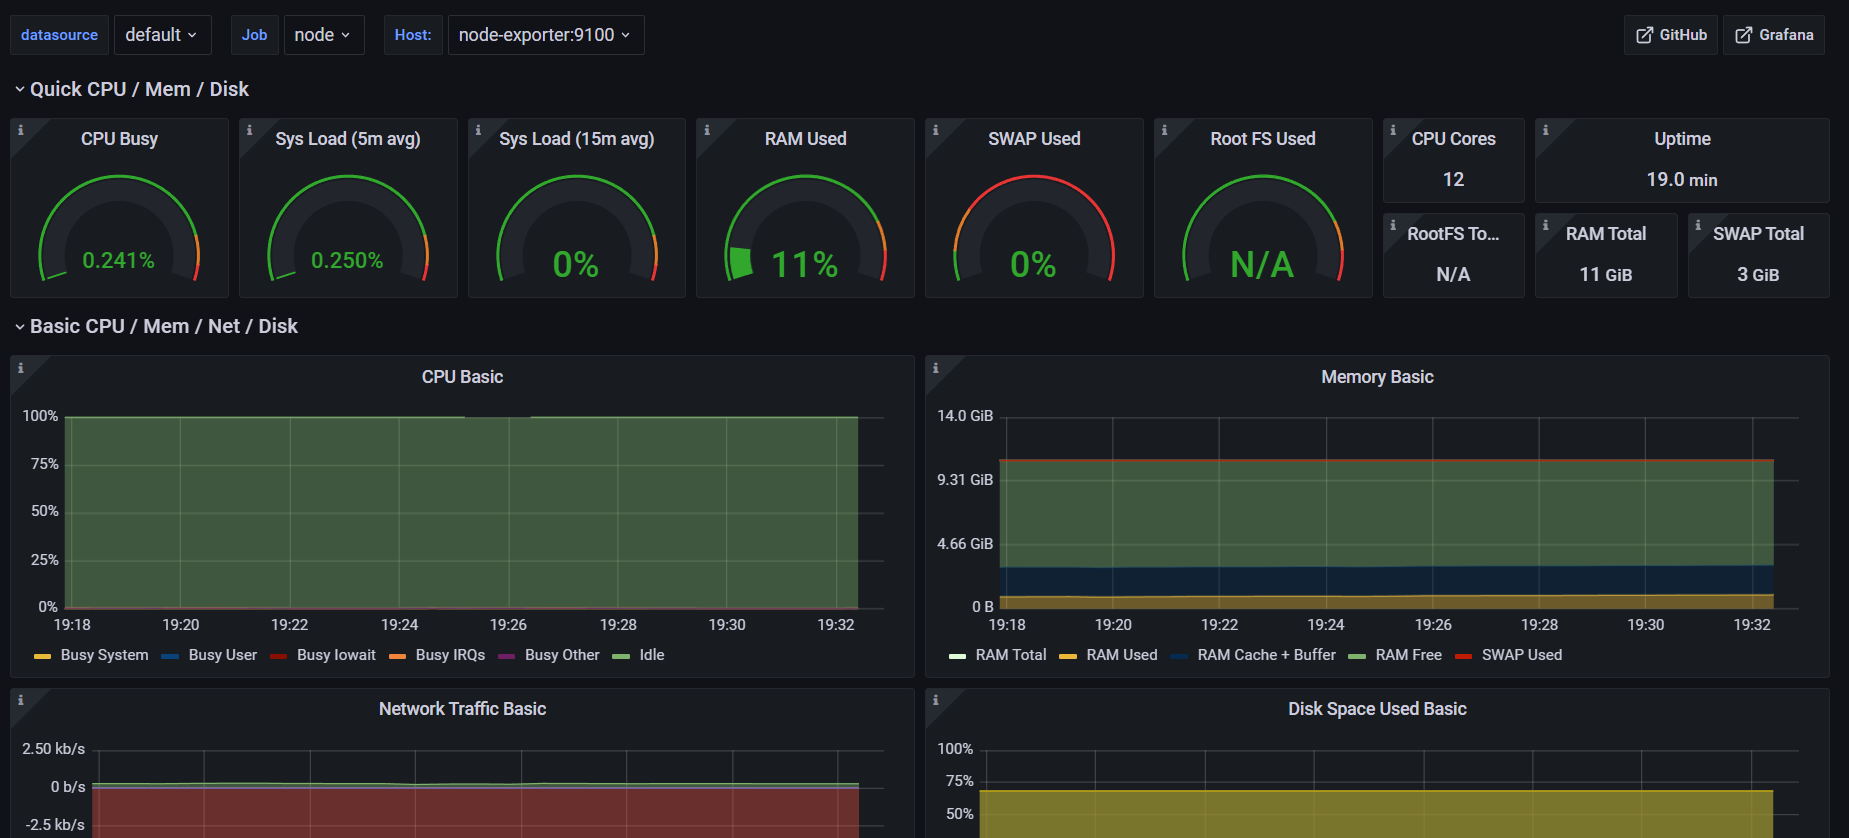 datasource default Job node Host: node-exporter:9100 GitHub Grafana
Quick CPU / Mem / Disk
CPU Busy
0.241%
Sys Load (5m avg)
0.250%
Sys Load (15m avg)
0%
RAM Used
11%
SWAP Used
0%
Root FS Used
N/A
CPU Cores
12
Uptime
19.0 min
RootFS To...
N/A
RAM Total
11 GiB
SWAP Total
3 GiB
Basic CPU / Mem / Net / Disk
CPU Basic
100%
75%
50%
25%
0%
19:18 19:20 19:22 19:24 19:26 19:28 19:30 19:32
Busy System Busy User Busy Iowait Busy IRQs Busy Other Idle
Memory Basic
14.0 GiB
9.31 GiB
4.66 GiB
0 B
19:18 19:20 19:22 19:24 19:26 19:28 19:30 19:32
RAM Total RAM Used RAM Cache + Buffer RAM Free SWAP Used
Network Traffic Basic
2.50 kb/s
0 b/s
-2.5 kb/s
Disk Space Used Basic
100%
75%
50%